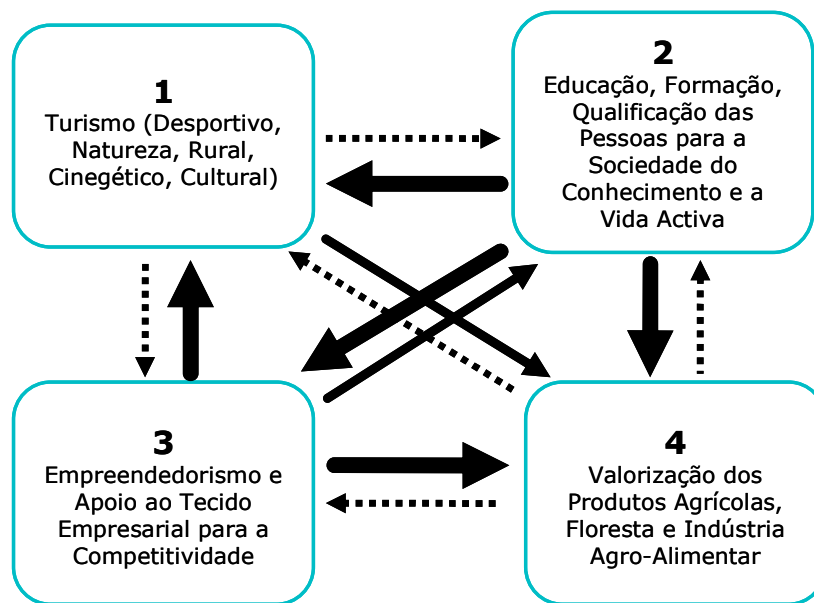 1
Turismo (Desportivo,
Natureza, Rural,
Cinegético, Cultural)
2
Educação, Formação,
Qualificação das
Pessoas para a
Sociedade do
Conhecimento e a
Vida Activa
3
Empreendedorismo e
Apoio ao Tecido
Empresarial para a
Competitividade
4
Valorização dos
Produtos Agrícolas,
Floresta e Indústria
Agro-Alimentar